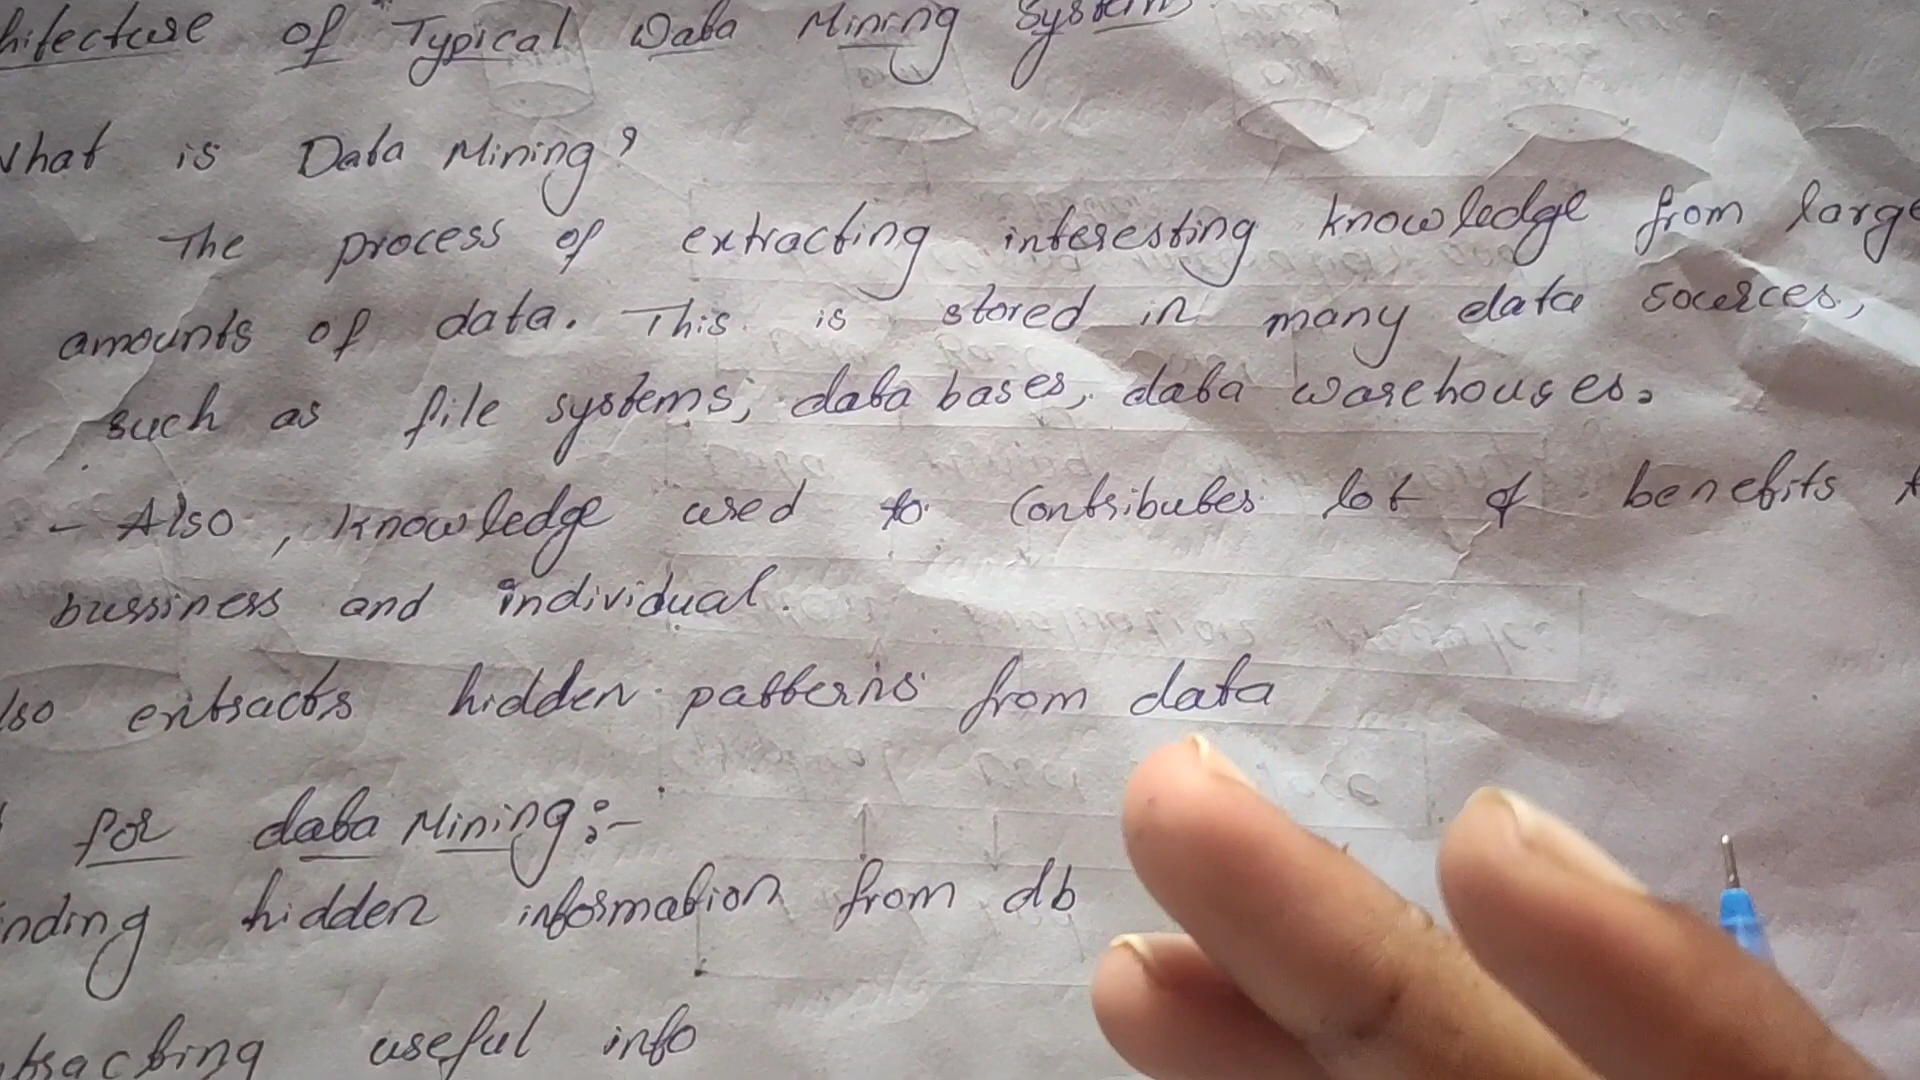 hitecture of Typical Data Mining Systems
What is Data Mining?
The process of extracting interesting knowledge from large
amounts of data. This is stored in many data sources,
such as file systems, data bases, data warehouses.
- Also, knowledge used to Contributes lot of benefits
bussiness and individual.
lso extracts hidden patterns from data
for data Mining:-
nding hidden information from db
tracting useful info